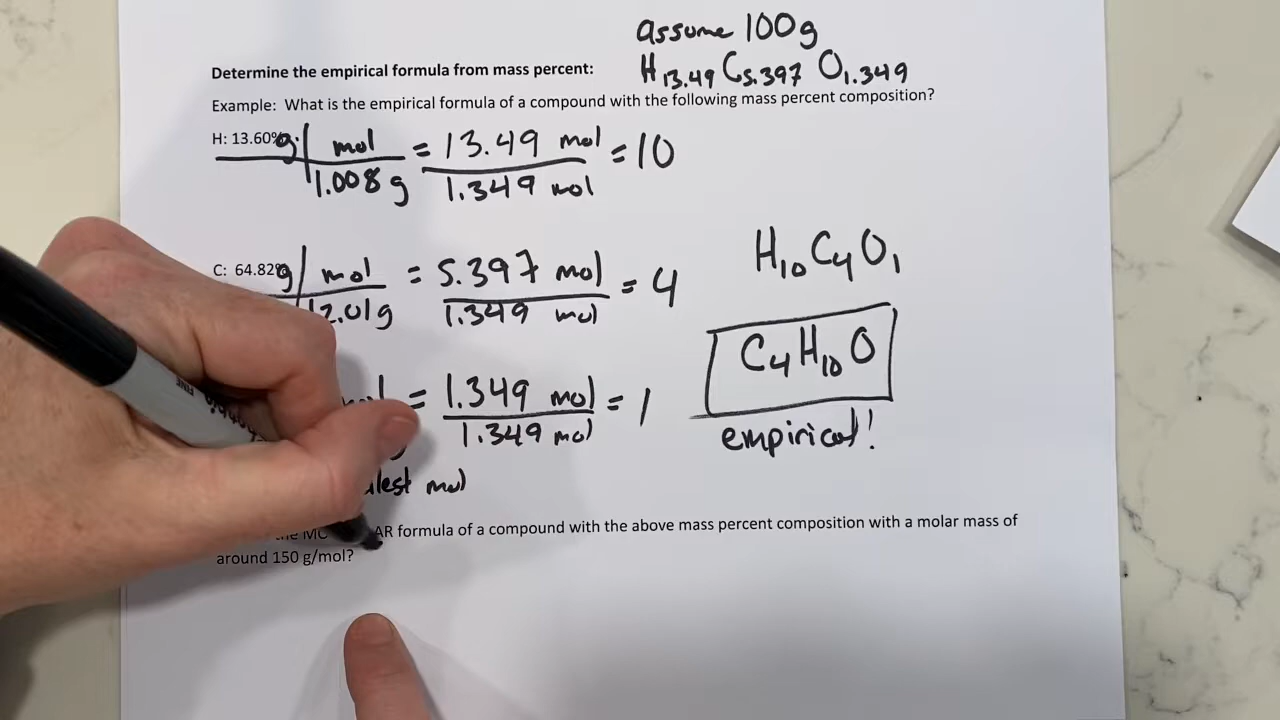 assume 100g
Determine the empirical formula from mass percent:
H13.49 C5.397 O1.349
Example: What is the empirical formula of a compound with the following mass percent composition?
H: 13.60% g | mol = 13.49 mol = 10
1.008 g 1.349 mol
H10C4O1
C: 64.82 g | mol = 5.397 mol = 4
12.01g 1.349 mol
C4H10O
= 1.349 mol = 1
1.349 mol
empirical!
mol
AR formula of a compound with the above mass percent composition with a molar mass of
around 150 g/mol?